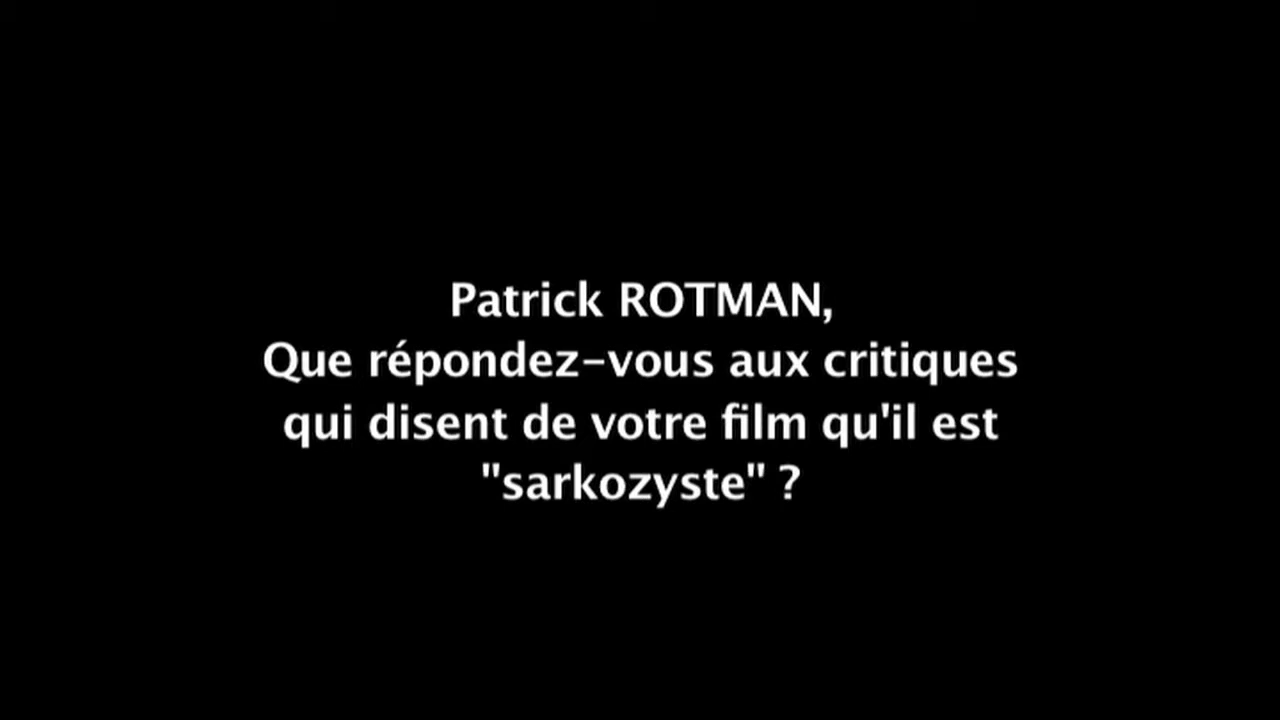 Patrick ROTMAN,
Que répondez-vous aux critiques
qui disent de votre film qu'il est
"sarkozyste" ?